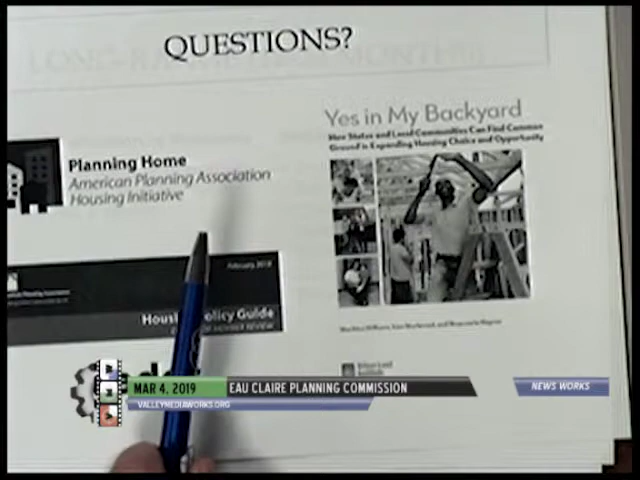 QUESTIONS?
Yes in My Backyard
How States and Local Communities Can Find Common
Ground in Expanding Housing Choice and Opportunity
Planning Home
American Planning Association
Housing Initiative
February 2019
Policy Guide
MAR 4, 2019
EAU CLAIRE PLANNING COMMISSION
NEWS WORKS
VALLEYMEDIAWORKS.ORG